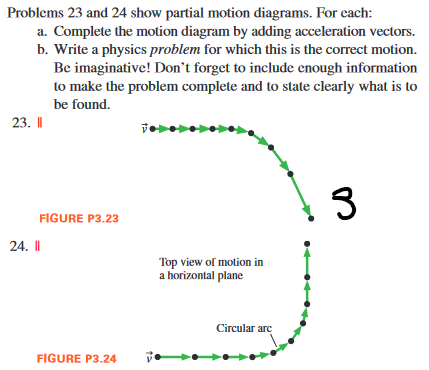 Problems 23 and 24 show partial motion diagrams. For each:
a. Complete the motion diagram by adding acceleration vectors.
b. Write a physics problem for which this is the correct motion.
Be imaginative! Don't forget to include enough information
to make the problem complete and to state clearly what is to
be found.
23. ||
v⃗
3
FIGURE P3.23
24. ||
Top view of motion in
a horizontal plane
Circular arc
v⃗
FIGURE P3.24